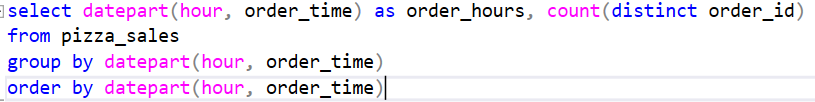 select datepart(hour, order_time) as order_hours, count(distinct order_id)
from pizza_sales
group by datepart(hour, order_time)
order by datepart(hour, order_time)